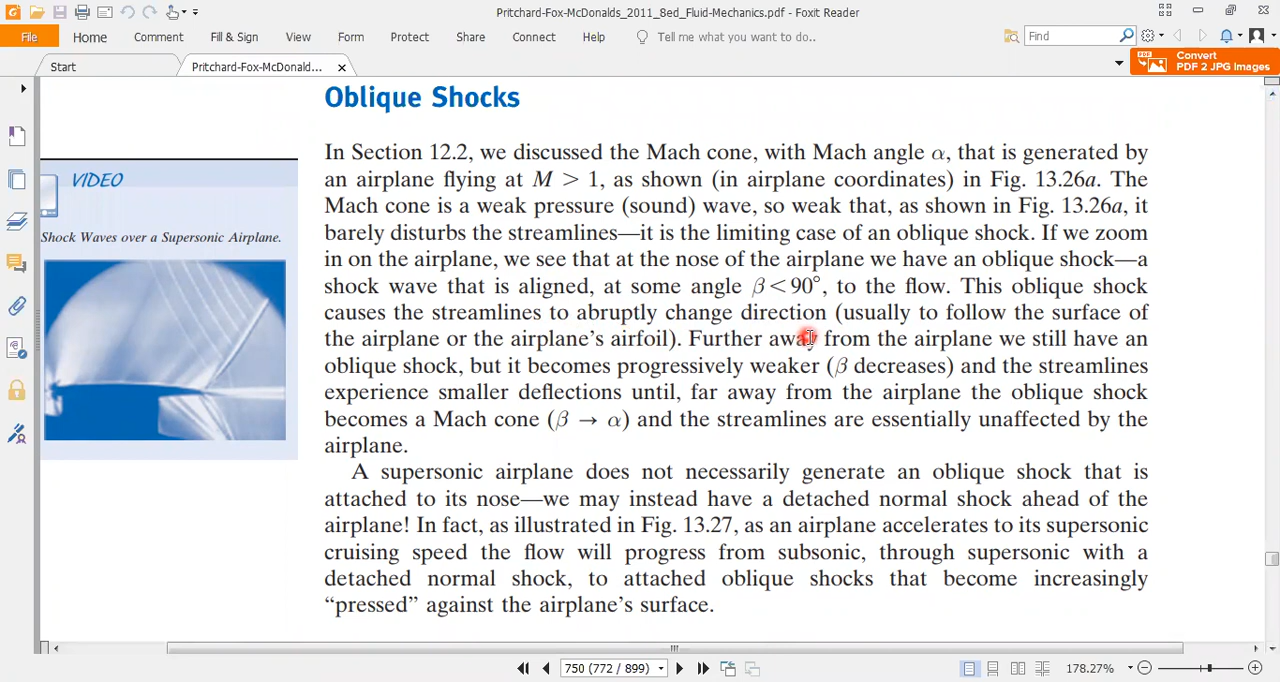 Pritchard-Fox-McDonalds_2011_8ed_Fluid-Mechanics.pdf - Foxit Reader
File Home Comment Fill & Sign View Form Protect Share Connect Help Tell me what you want to do.. Find
Convert
PDF 2 JPG Images
Start Pritchard-Fox-McDonald...
Oblique Shocks
In Section 12.2, we discussed the Mach cone, with Mach angle α, that is generated by
an airplane flying at M > 1, as shown (in airplane coordinates) in Fig. 13.26a. The
Mach cone is a weak pressure (sound) wave, so weak that, as shown in Fig. 13.26a, it
barely disturbs the streamlines—it is the limiting case of an oblique shock. If we zoom
in on the airplane, we see that at the nose of the airplane we have an oblique shock—a
shock wave that is aligned, at some angle β < 90°, to the flow. This oblique shock
causes the streamlines to abruptly change direction (usually to follow the surface of
the airplane or the airplane's airfoil). Further away from the airplane we still have an
oblique shock, but it becomes progressively weaker (β decreases) and the streamlines
experience smaller deflections until, far away from the airplane the oblique shock
becomes a Mach cone (β → α) and the streamlines are essentially unaffected by the
airplane.
A supersonic airplane does not necessarily generate an oblique shock that is
attached to its nose—we may instead have a detached normal shock ahead of the
airplane! In fact, as illustrated in Fig. 13.27, as an airplane accelerates to its supersonic
cruising speed the flow will progress from subsonic, through supersonic with a
detached normal shock, to attached oblique shocks that become increasingly
“pressed” against the airplane's surface.
VIDEO
Shock Waves over a Supersonic Airplane.
750 (772 / 899) 178.27%